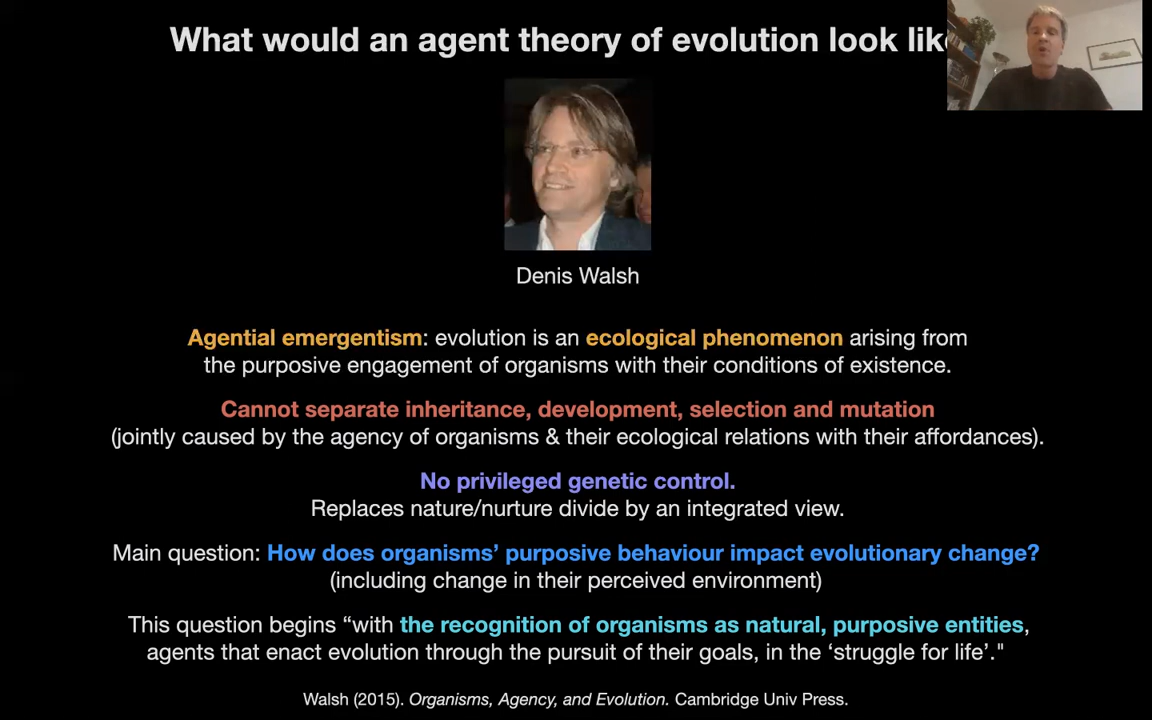 What would an agent theory of evolution look
Denis Walsh
Agential emergentism: evolution is an ecological phenomenon arising from
the purposive engagement of organisms with their conditions of existence.
Cannot separate inheritance, development, selection and mutation
(jointly caused by the agency of organisms & their ecological relations with their affordances).
No privileged genetic control.
Replaces nature/nurture divide by an integrated view.
Main question: How does organisms’ purposive behaviour impact evolutionary change?
(including change in their perceived environment)
This question begins “with the recognition of organisms as natural, purposive entities,
agents that enact evolution through the pursuit of their goals, in the ‘struggle for life’."
Walsh (2015). Organisms, Agency, and Evolution. Cambridge Univ Press.